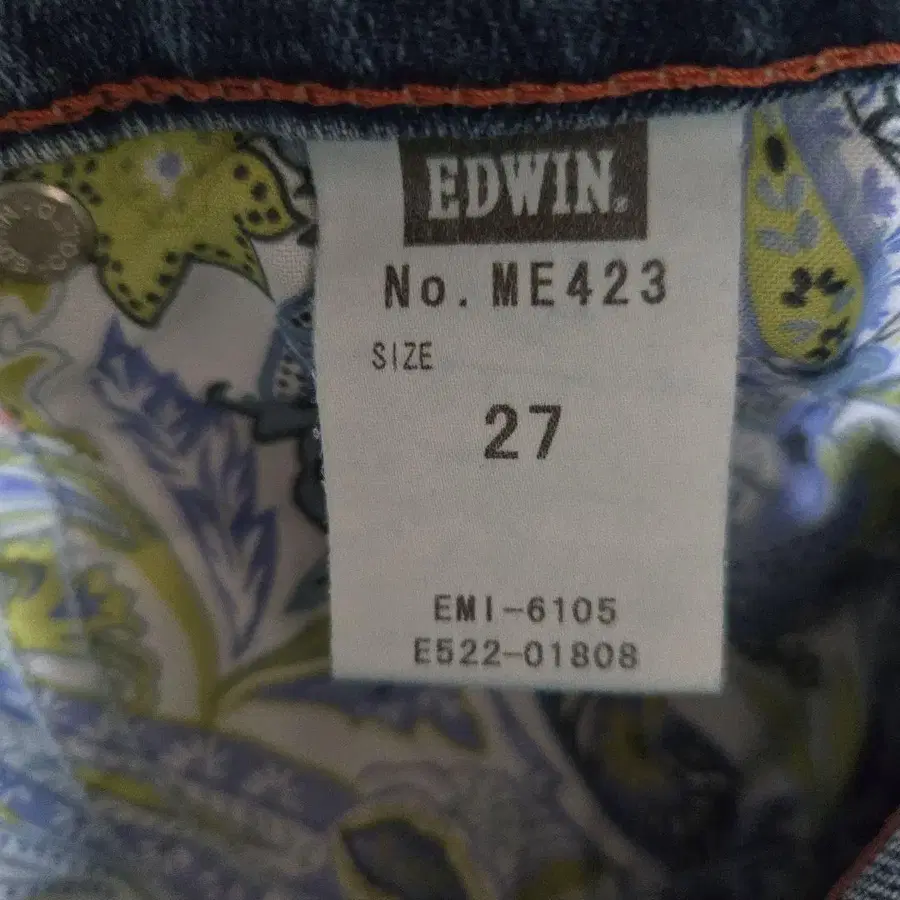 EDWIN.
No. ME423
SIZE
27
EMI-6105
E522-01808